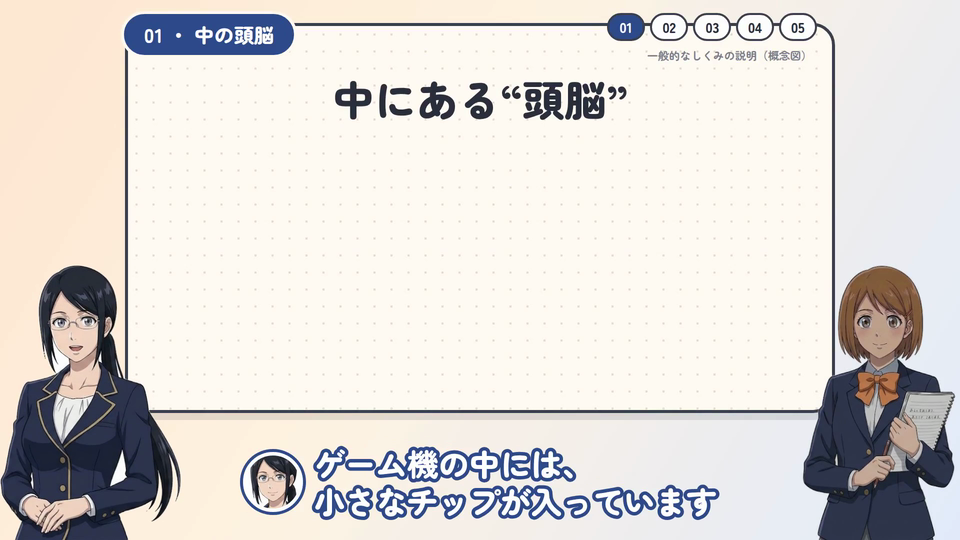 01 ・ 中の頭脳
01 02 03 04 05
一般的なしくみの説明（概念図）
中にある“頭脳”
ゲーム機の中には、
小さなチップが入っています